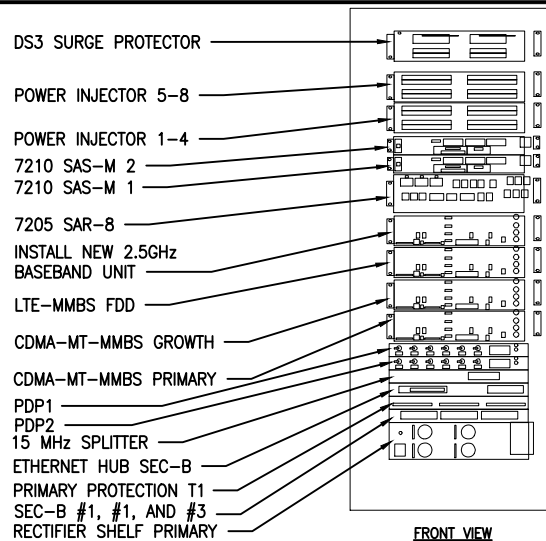 DS3 SURGE PROTECTOR
POWER INJECTOR 5-8
POWER INJECTOR 1-4
7210 SAS-M 2
7210 SAS-M 1
7205 SAR-8
INSTALL NEW 2.5GHz
BASEBAND UNIT
LTE-MMBS FDD
CDMA-MT-MMBS GROWTH
CDMA-MT-MMBS PRIMARY
PDP1
PDP2
15 MHz SPLITTER
ETHERNET HUB SEC-B
PRIMARY PROTECTION T1
SEC-B #1, #1, AND #3
RECTIFIER SHELF PRIMARY
FRONT VIEW